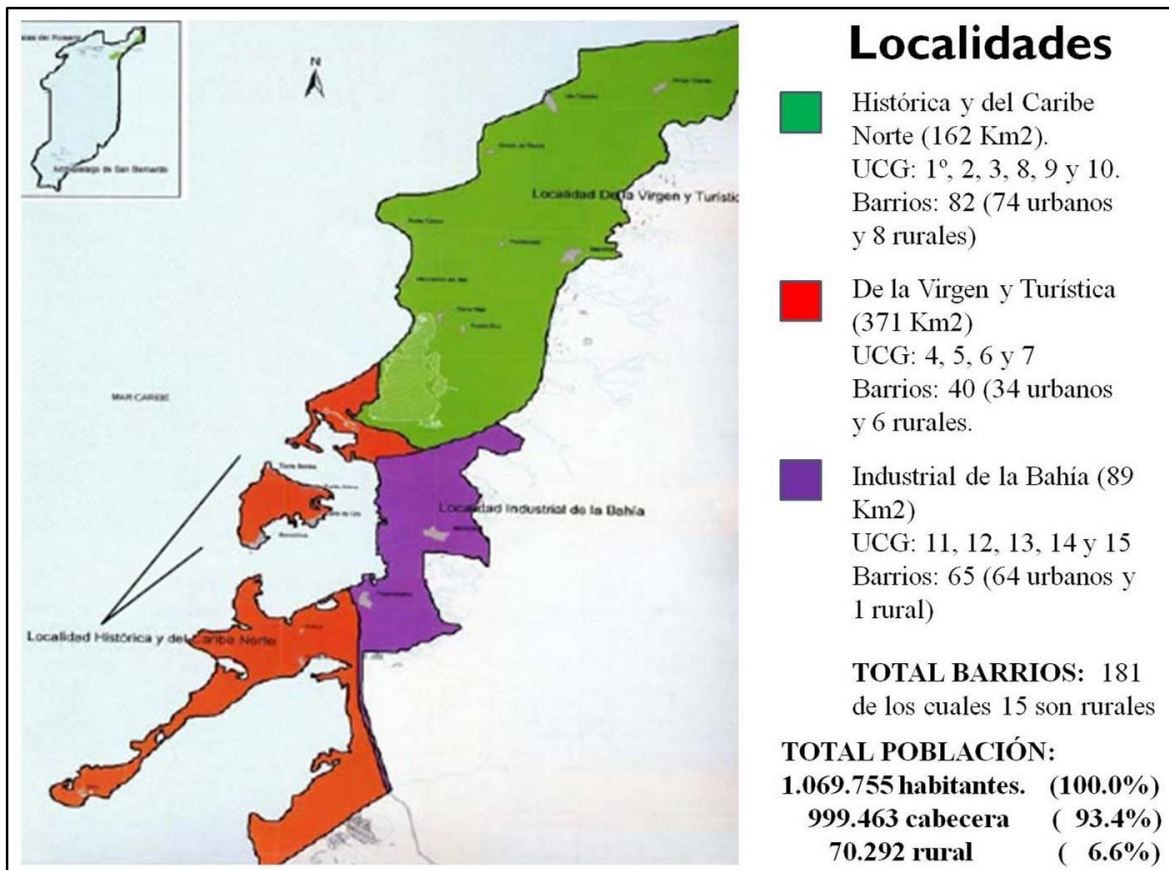 Localidades
Histórica y del Caribe
Norte (162 Km2).
UCG: 1º, 2, 3, 8, 9 y 10.
Barrios: 82 (74 urbanos
y 8 rurales)
De la Virgen y Turística
(371 Km2)
UCG: 4, 5, 6 y 7
Barrios: 40 (34 urbanos
y 6 rurales.
Industrial de la Bahía (89
Km2)
UCG: 11, 12, 13, 14 y 15
Barrios: 65 (64 urbanos y
1 rural)
TOTAL BARRIOS: 181
de los cuales 15 son rurales
TOTAL POBLACIÓN:
1.069.755 habitantes. (100.0%)
999.463 cabecera ( 93.4%)
70.292 rural ( 6.6%)
del Rosario
Archipielago de San Bernardo
N
Localidad De la Virgen y Turístic
MAR CARIBE
Localidad Industrial de la Bahía
Localidad Histórica y del Caribe Norte